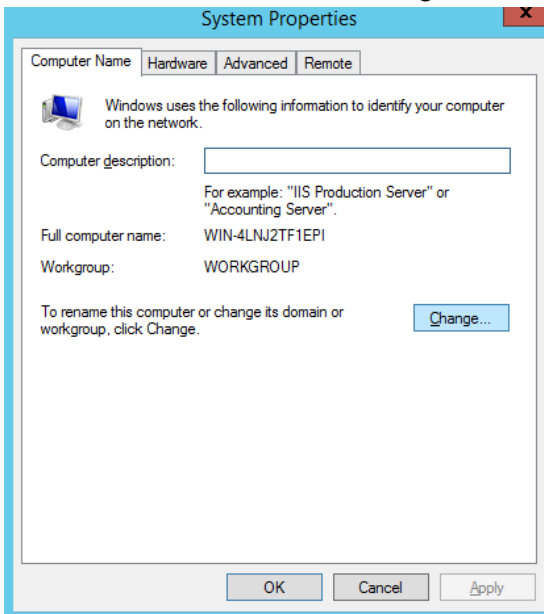 System Properties
x
Computer Name Hardware Advanced Remote
Windows uses the following information to identify your computer
on the network.
Computer description:
For example: "IIS Production Server" or
"Accounting Server".
Full computer name: WIN-4LNJ2TF1EPI
Workgroup: WORKGROUP
To rename this computer or change its domain or
workgroup, click Change.
Change...
OK Cancel Apply